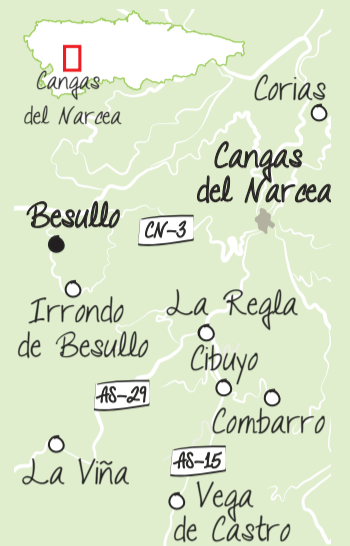 Cangas
del Narcea
Corias
Cangas
del Narcea
Besullo
CN-3
Irrondo
de Besullo
La Regla
Cibuyo
AS-29
Combarro
La Viña
AS-15
Vega
de Castro